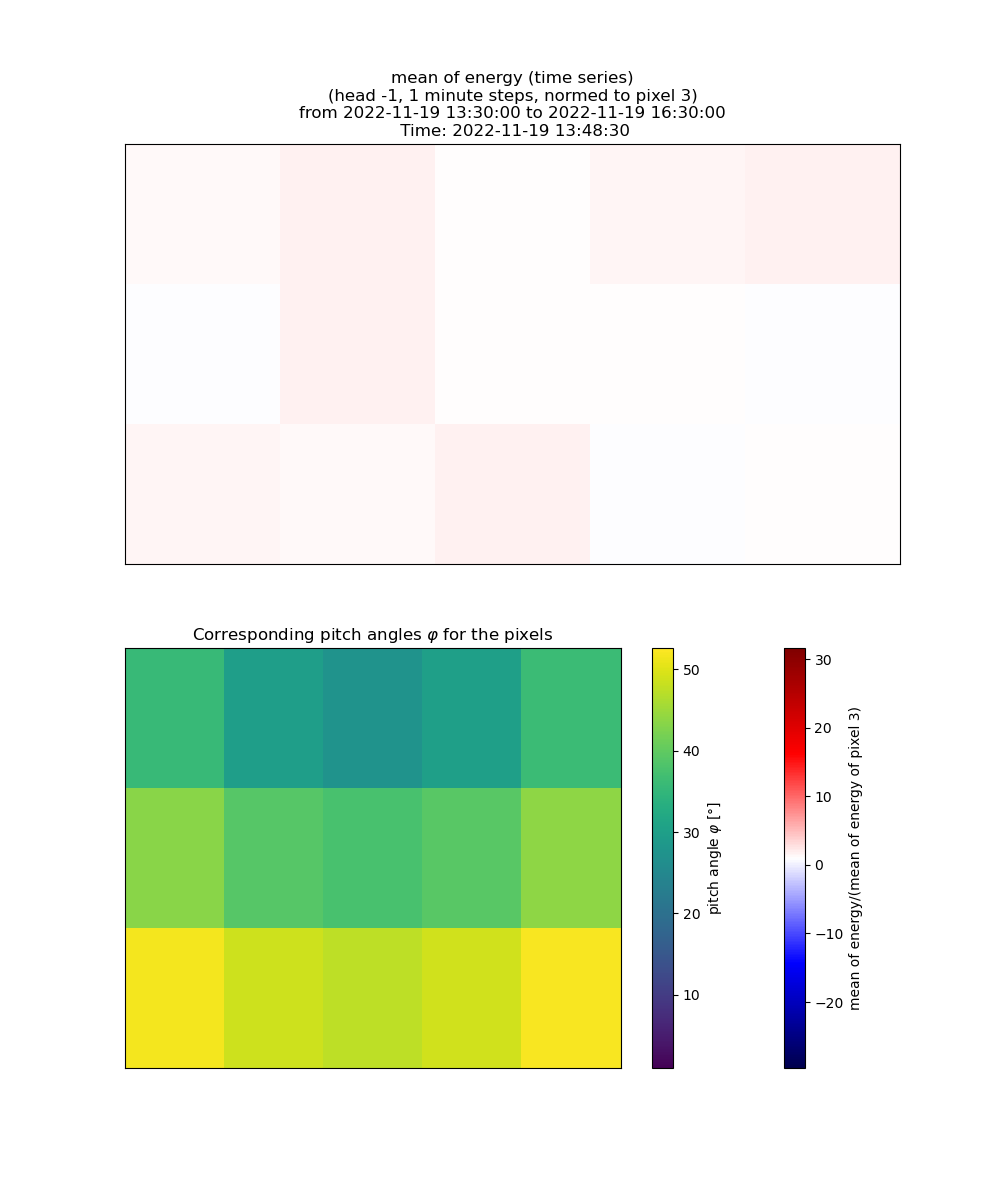 mean of energy (time series)
(head -1, 1 minute steps, normed to pixel 3)
from 2022-11-19 13:30:00 to 2022-11-19 16:30:00
Time: 2022-11-19 13:48:30
Corresponding pitch angles φ for the pixels
50
40
30
20
10
pitch angle φ [°]
30
20
10
0
−10
−20
mean of energy/(mean of energy of pixel 3)